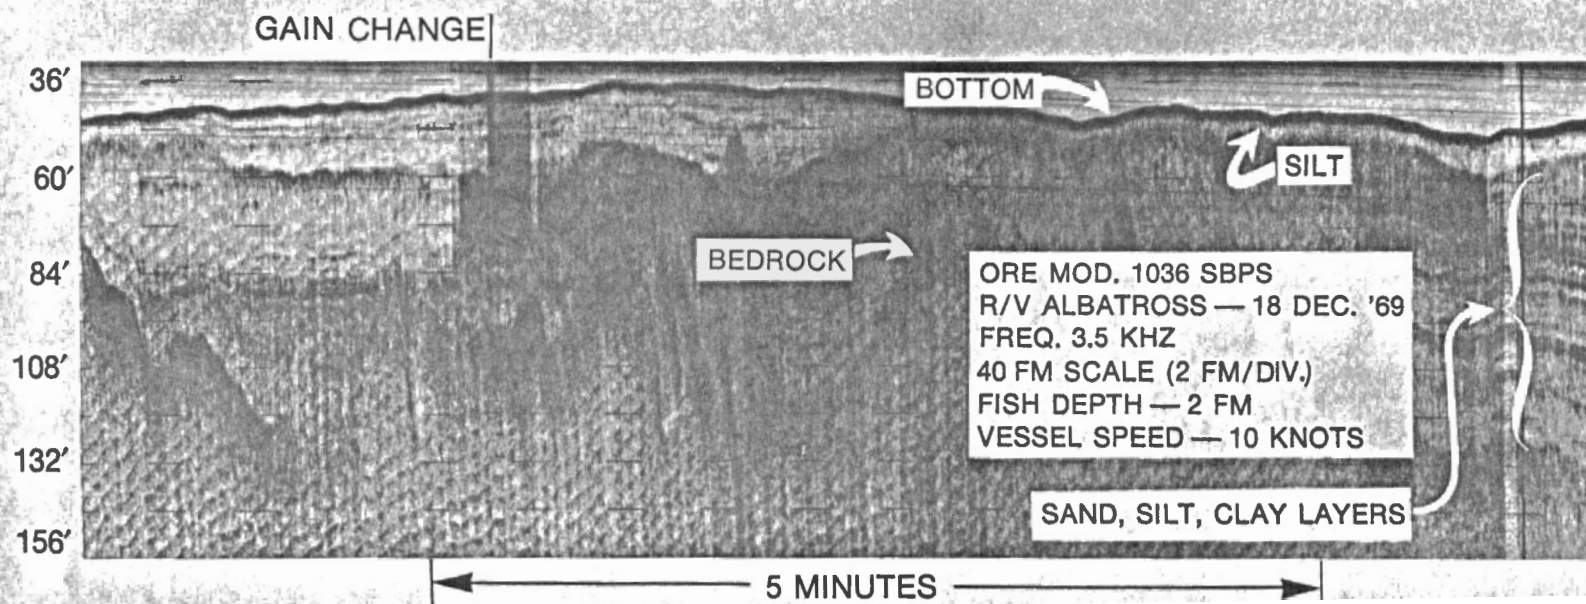 GAIN CHANGE
36′
60′
84′
108′
132′
156′
BOTTOM
SILT
BEDROCK
ORE MOD. 1036 SBPS
R/V ALBATROSS — 18 DEC. '69
FREQ. 3.5 KHZ
40 FM SCALE (2 FM/DIV.)
FISH DEPTH — 2 FM
VESSEL SPEED — 10 KNOTS
SAND, SILT, CLAY LAYERS
5 MINUTES